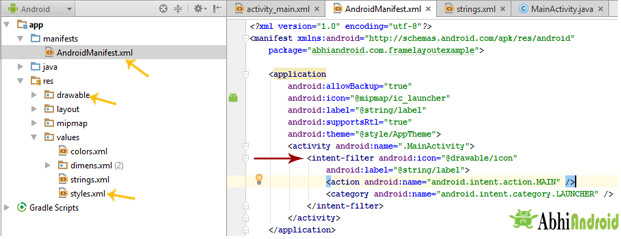 Android
activity_main.xml × AndroidManifest.xml × strings.xml × MainActivity.java ×
app
manifests
AndroidManifest.xml
java
res
drawable
layout
mipmap
values
colors.xml
dimens.xml (2)
strings.xml
styles.xml
Gradle Scripts
<?xml version="1.0" encoding="utf-8"?>
<manifest xmlns:android="http://schemas.android.com/apk/res/android"
package="abhiandroid.com.framelayoutexample">
<application
android:allowBackup="true"
android:icon="@mipmap/ic_launcher"
android:label="@string/label"
android:supportsRtl="true"
android:theme="@style/AppTheme">
<activity android:name=".MainActivity">
<intent-filter android:icon="@drawable/icon"
android:label="@string/label">
<action android:name="android.intent.action.MAIN" />
<category android:name="android.intent.category.LAUNCHER" />
</intent-filter>
</activity>
</application>
AbhiAndroid